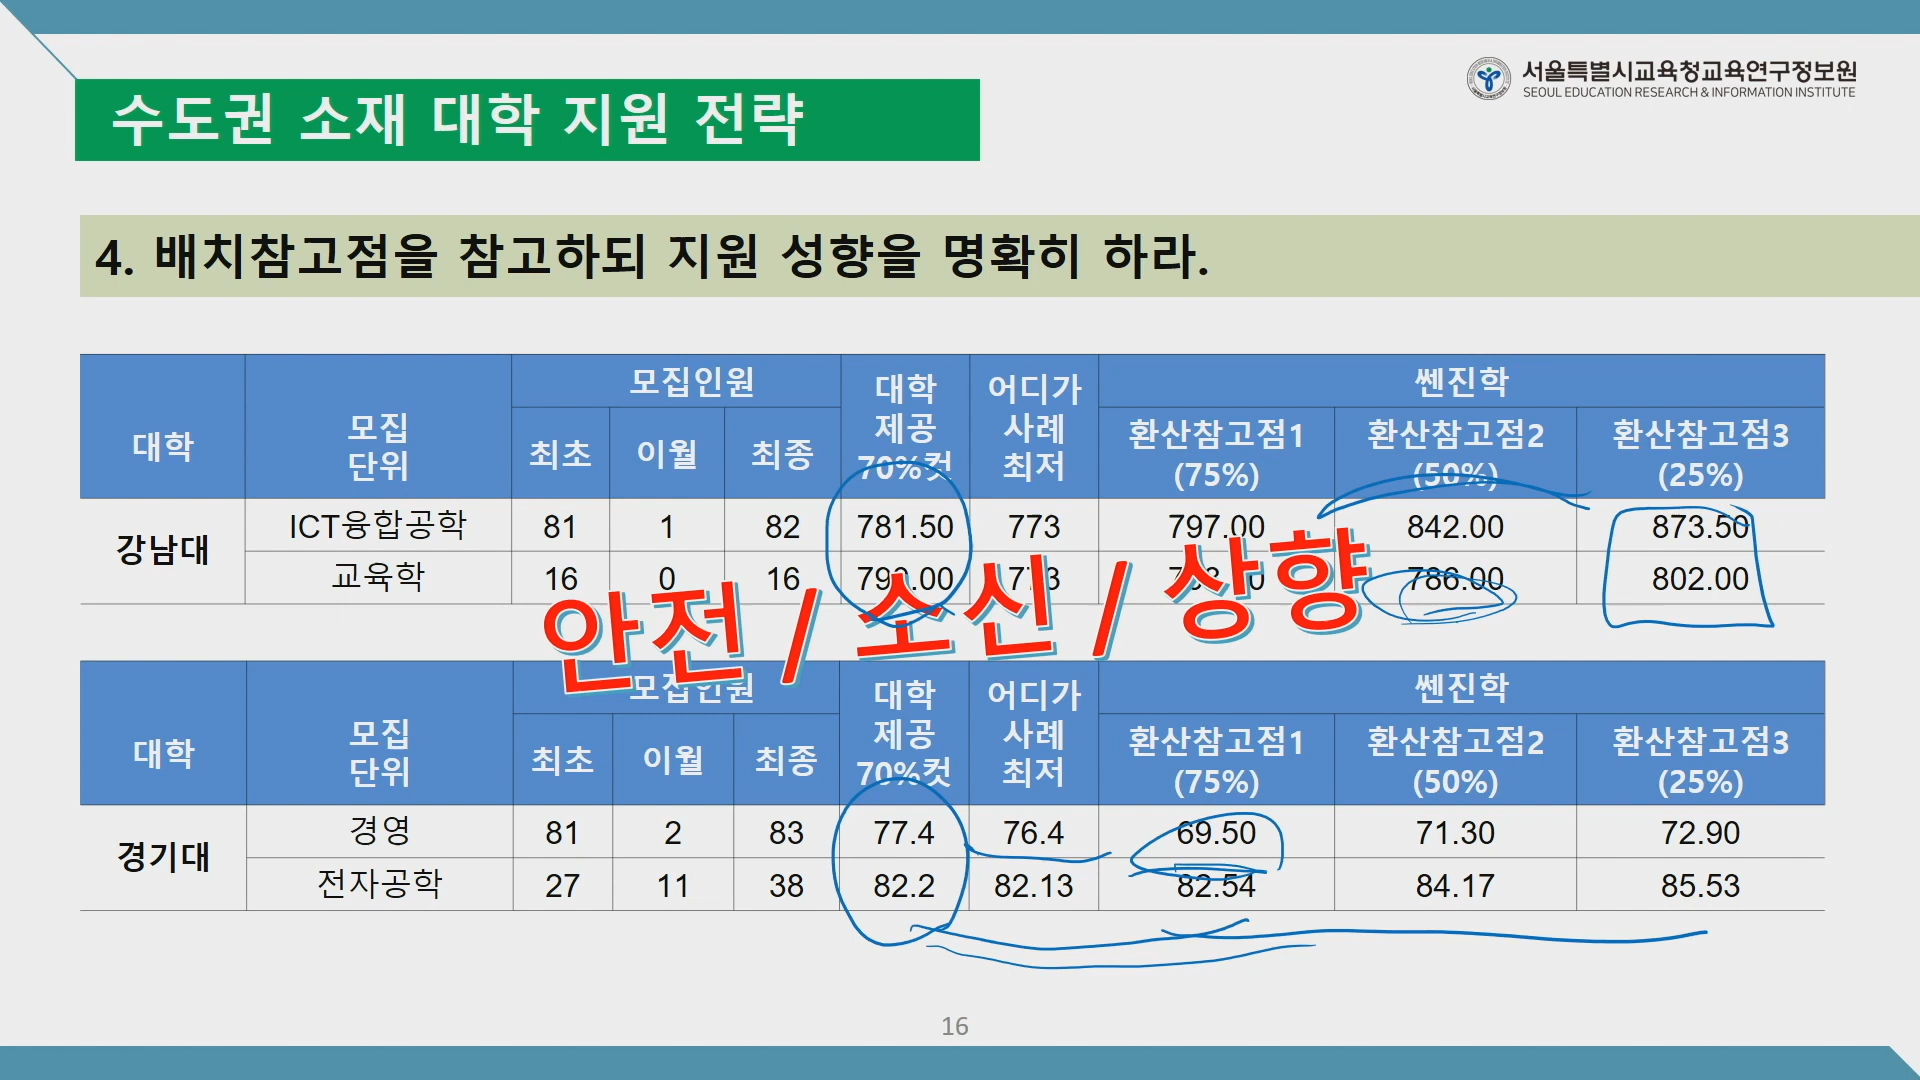 서울특별시교육청교육연구정보원
SEOUL EDUCATION RESEARCH & INFORMATION INSTITUTE
수도권 소재 대학 지원 전략
4. 배치참고점을 참고하되 지원 성향을 명확히 하라.
대학 모집단위 모집인원 대학제공 70%컷 어디가 사례 최저 쎈진학
최초 이월 최종 환산참고점1 (75%) 환산참고점2 (50%) 환산참고점3 (25%)
강남대 ICT융합공학 81 1 82 781.50 773 797.00 842.00 873.50
교육학 16 0 16 773 786.00 802.00
안전 / 소신 / 상향
대학 모집단위 모집인원 대학제공 70%컷 어디가 사례 최저 쎈진학
최초 이월 최종 환산참고점1 (75%) 환산참고점2 (50%) 환산참고점3 (25%)
경기대 경영 81 2 83 77.4 76.4 69.50 71.30 72.90
전자공학 27 11 38 82.2 82.13 82.54 84.17 85.53
16